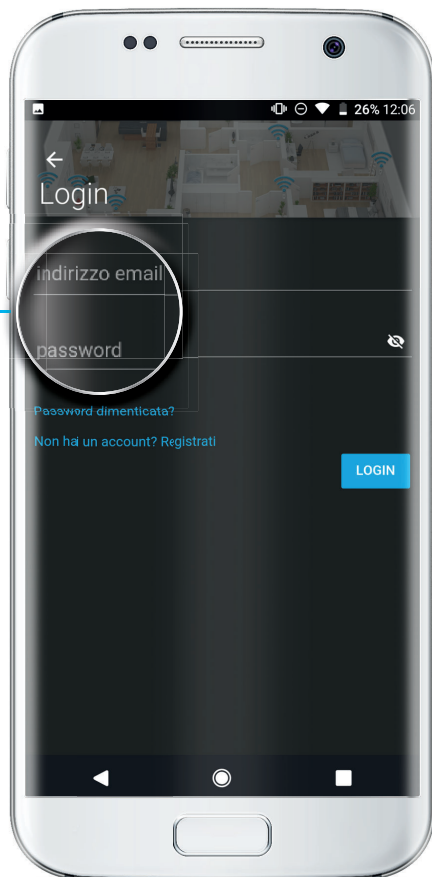 26% 12:06
Login
indirizzo email
password
Password dimenticata?
Non hai un account? Registrati
LOGIN